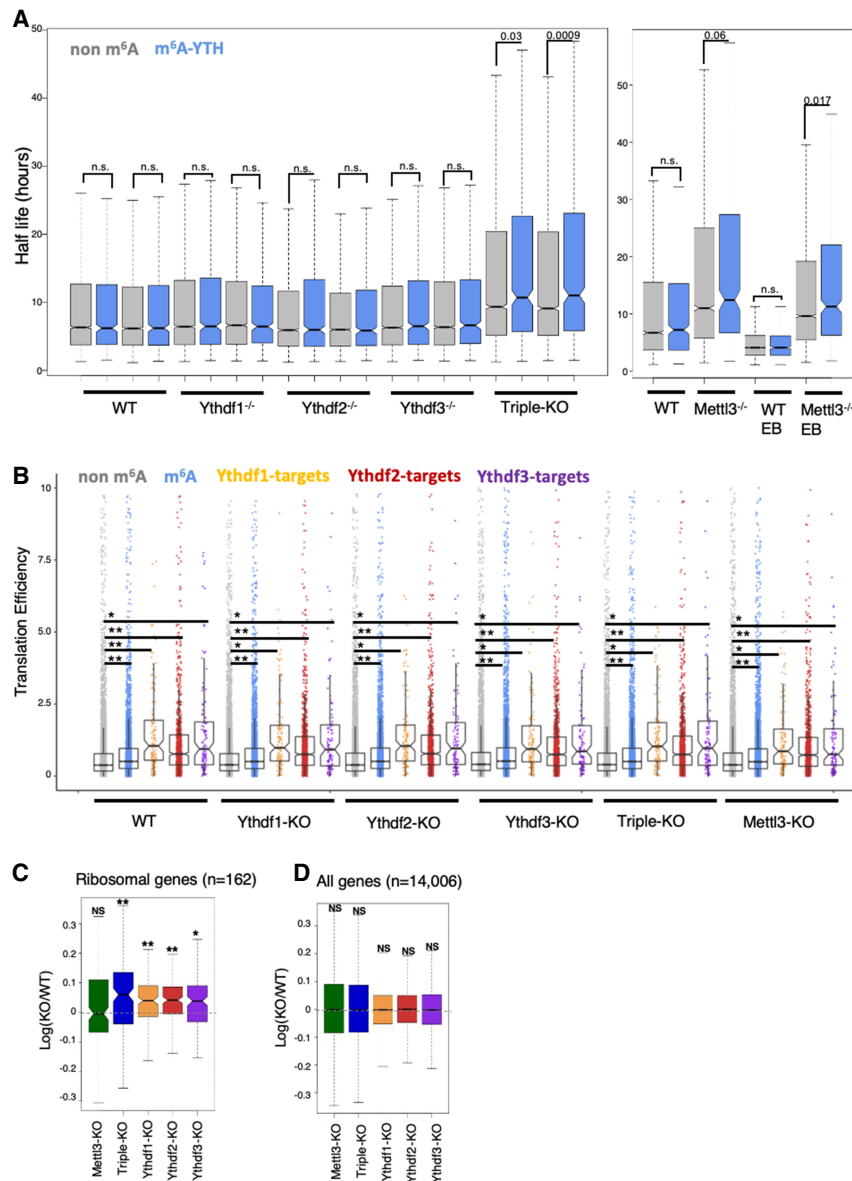 A
non m⁶A m⁶A-YTH
Half life (hours)
50
40
30
20
10
0
n.s. n.s. n.s. n.s. n.s. n.s. n.s. n.s. 0.03 0.0009
WT Ythdf1-/- Ythdf2-/- Ythdf3-/- Triple-KO
50
40
30
20
10
0
n.s. 0.06 n.s. 0.017
WT Mettl3-/- WT EB Mettl3-/- EB
B
non m⁶A m⁶A Ythdf1-targets Ythdf2-targets Ythdf3-targets
Translation Efficiency
10
7.5
5.0
2.5
0
* * * * * *
** ** ** ** ** **
** * * * * *
** ** ** ** ** **
WT Ythdf1-KO Ythdf2-KO Ythdf3-KO Triple-KO Mettl3-KO
C
Ribosomal genes (n=162)
Log(KO/WT)
0.3
0.2
0.1
0
-0.1
-0.2
-0.3
NS ** ** ** *
Mettl3-KO
Triple-KO
Ythdf1-KO
Ythdf2-KO
Ythdf3-KO
D
All genes (n=14,006)
Log(KO/WT)
0.3
0.2
0.1
0
-0.1
-0.2
-0.3
NS NS NS NS NS
Mettl3-KO
Triple-KO
Ythdf1-KO
Ythdf2-KO
Ythdf3-KO